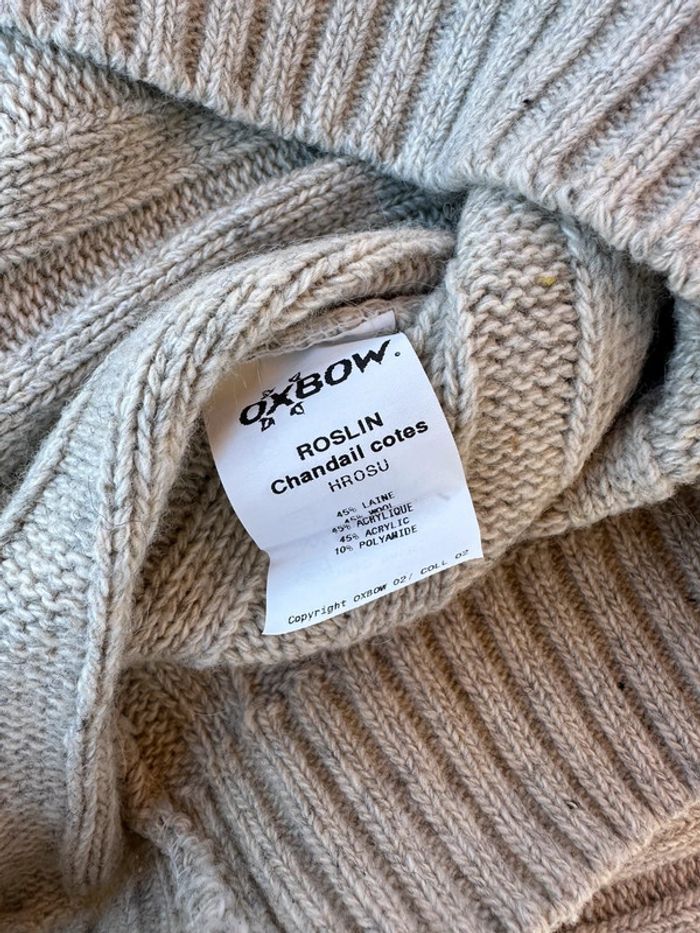 OXBOW.
ROSLIN
Chandail cotes
HROSU
45% LAINE
45% WOOL
45% ACRYLIQUE
45% ACRYLIC
10% POLYAMIDE
Copyright OXBOW 02/ COLL 02